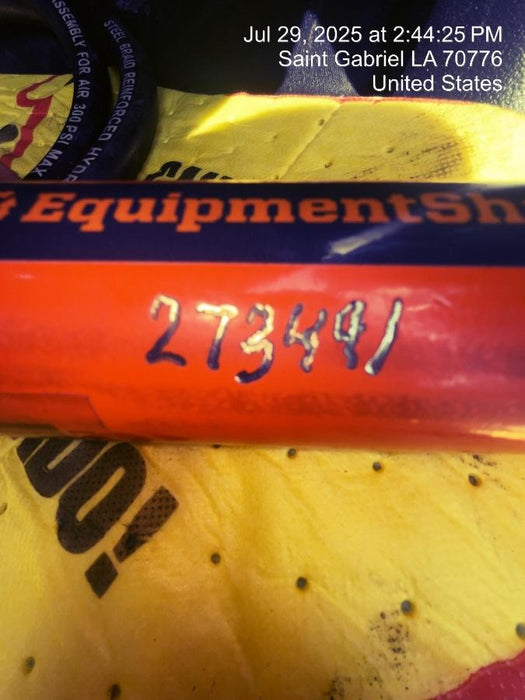 Jul 29, 2025 at 2:44:25 PM
Saint Gabriel LA 70776
United States
ASSEMBLY FOR AIR 300 PSI MAX
STEEL BRAID REINFORCED HYD
EquipmentSh
273491
!